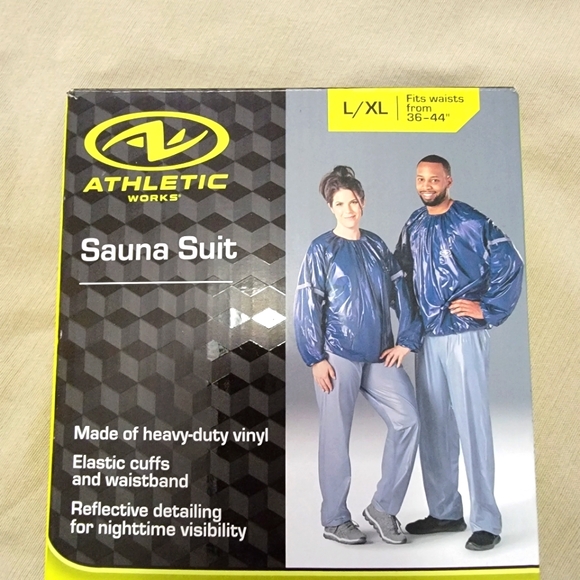 ATHLETIC
WORKS®
Sauna Suit
Made of heavy-duty vinyl
Elastic cuffs
and waistband
Reflective detailing
for nighttime visibility
L/XL
Fits waists
from
36-44"